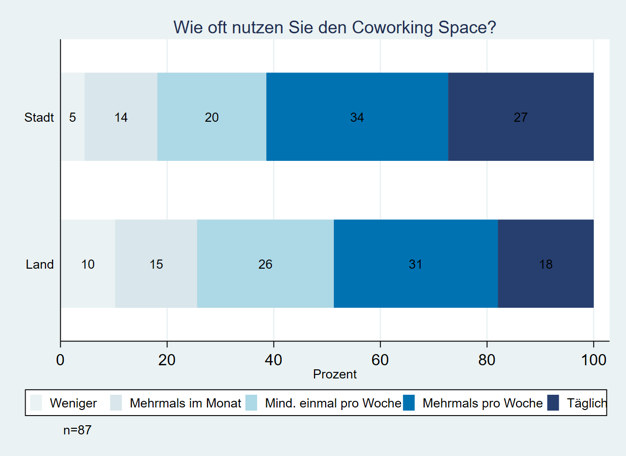 Wie oft nutzen Sie den Coworking Space?
Stadt 5 14 20 34 27
Land 10 15 26 31 18
0 20 40 60 80 100
Prozent
Weniger Mehrmals im Monat Mind. einmal pro Woche Mehrmals pro Woche Täglich
n=87